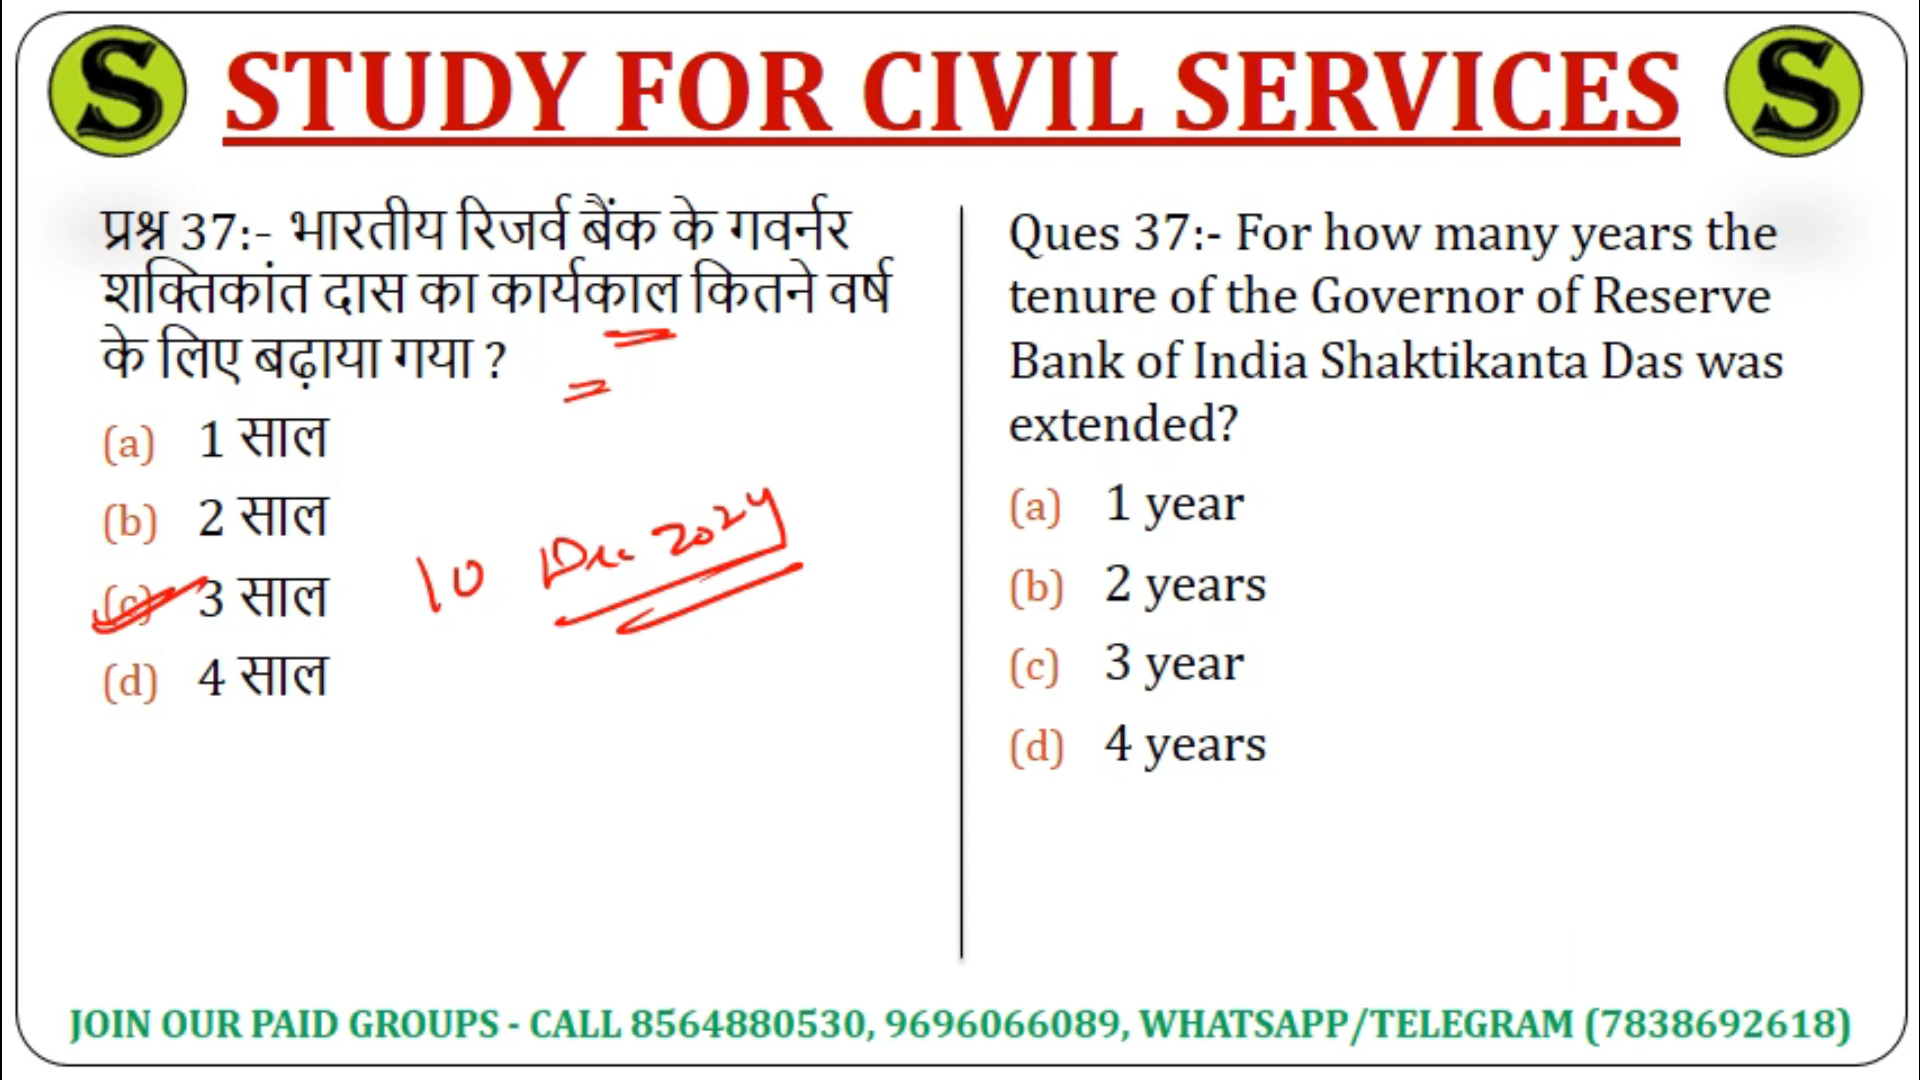 S STUDY FOR CIVIL SERVICES S
प्रश्न 37:- भारतीय रिजर्व बैंक के गवर्नर
शक्तिकांत दास का कार्यकाल कितने वर्ष
के लिए बढ़ाया गया ?
(a) 1 साल
(b) 2 साल
(c) 3 साल
(d) 4 साल
10 Dec 2024
Ques 37:- For how many years the
tenure of the Governor of Reserve
Bank of India Shaktikanta Das was
extended?
(a) 1 year
(b) 2 years
(c) 3 year
(d) 4 years
JOIN OUR PAID GROUPS - CALL 8564880530, 9696066089, WHATSAPP/TELEGRAM (7838692618)